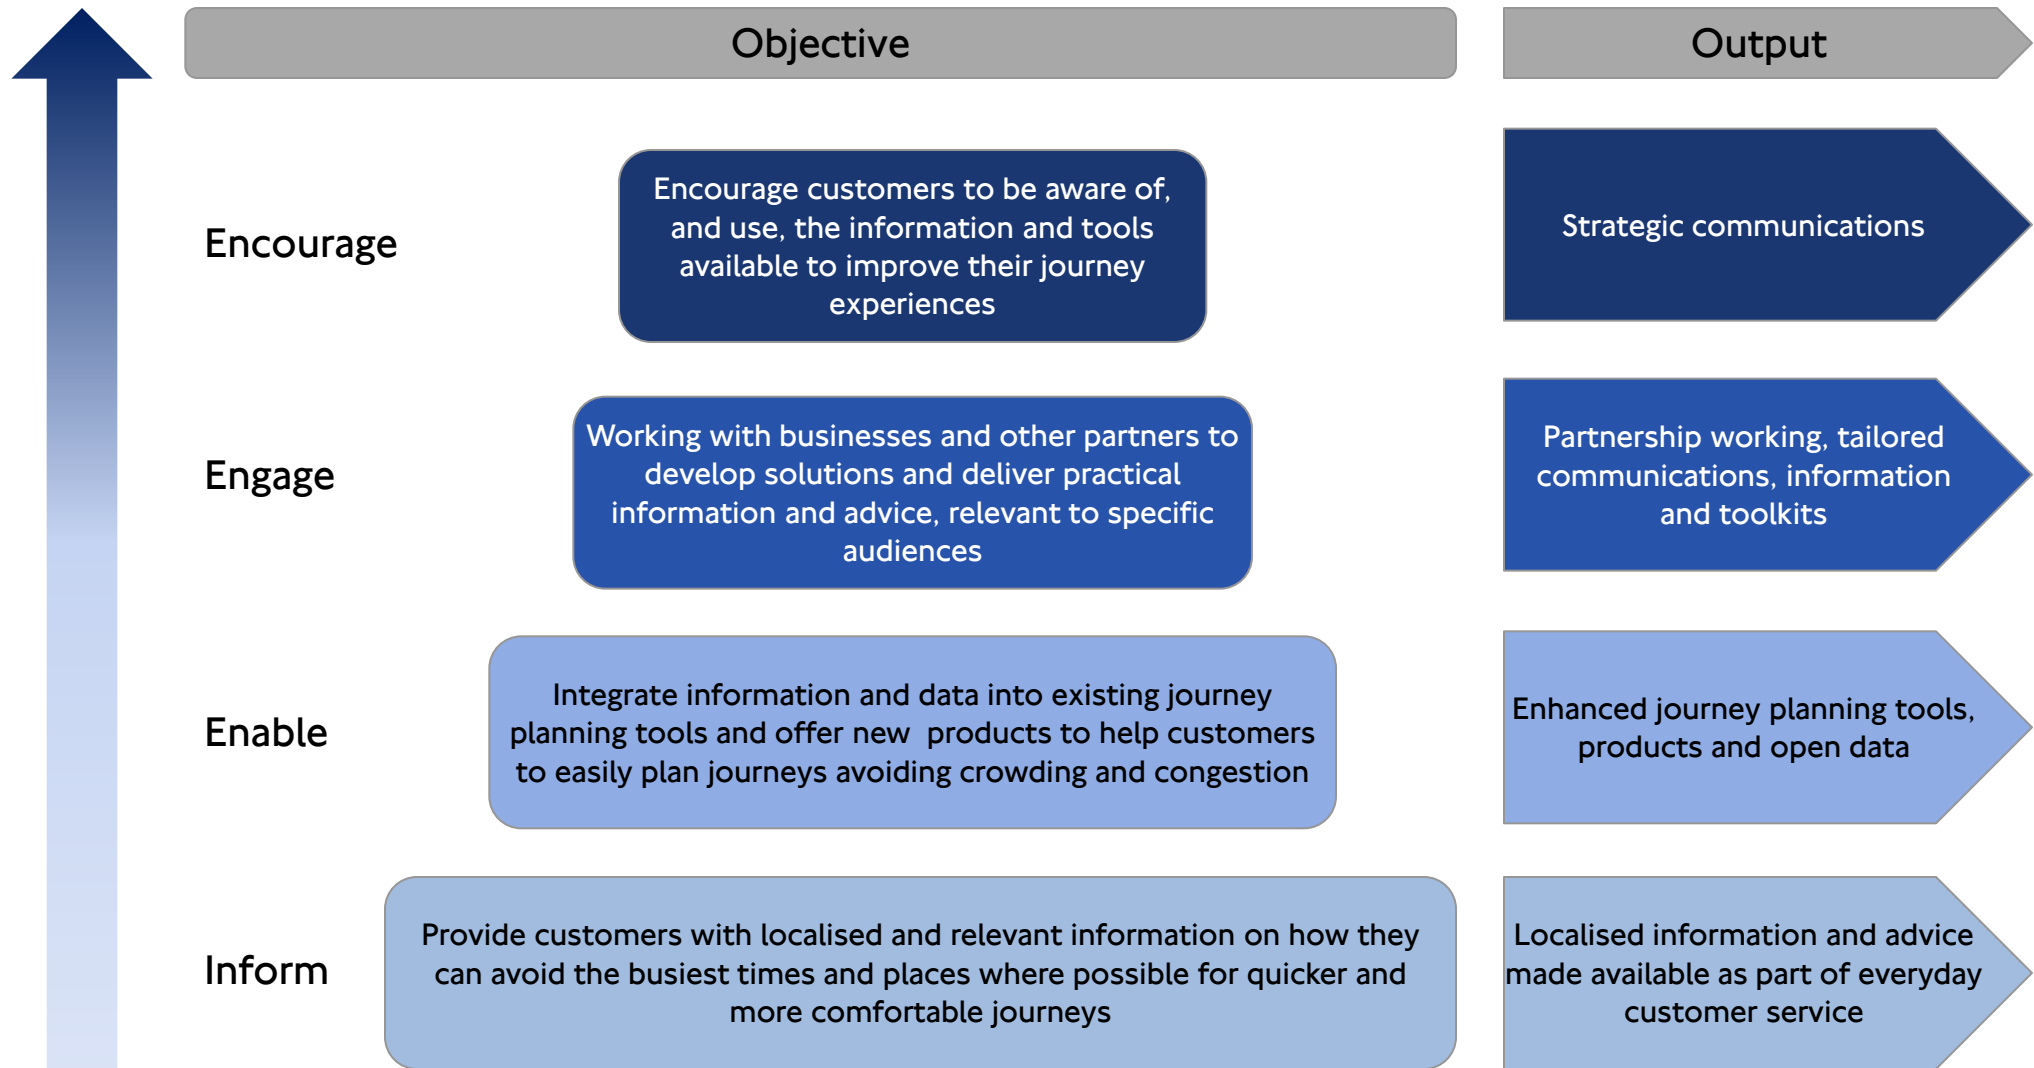 Objective
Output
Encourage
Encourage customers to be aware of,
and use, the information and tools
available to improve their journey
experiences
Strategic communications
Engage
Working with businesses and other partners to
develop solutions and deliver practical
information and advice, relevant to specific
audiences
Partnership working, tailored
communications, information
and toolkits
Enable
Integrate information and data into existing journey
planning tools and offer new  products to help customers
to easily plan journeys avoiding crowding and congestion
Enhanced journey planning tools,
products and open data
Inform
Provide customers with localised and relevant information on how they
can avoid the busiest times and places where possible for quicker and
more comfortable journeys
Localised information and advice
made available as part of everyday
customer service